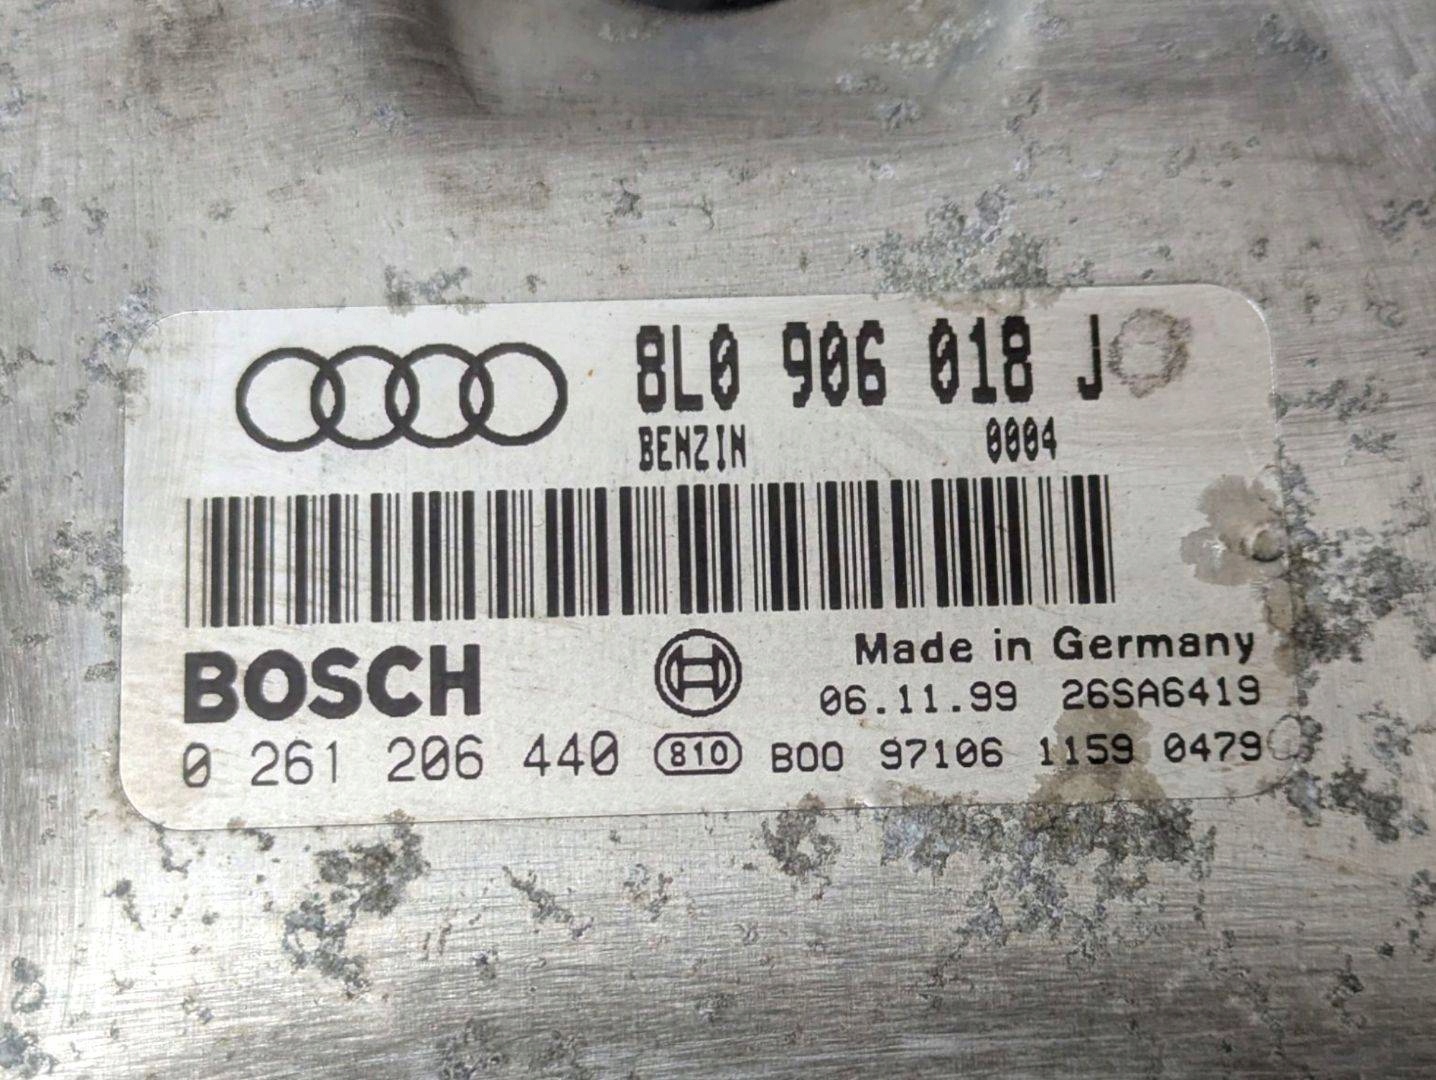 8L0 906 018 J
BENZIN 0004
BOSCH
Made in Germany
06.11.99 26SA6419
0 261 206 440 810 B00 97106 1159 0479